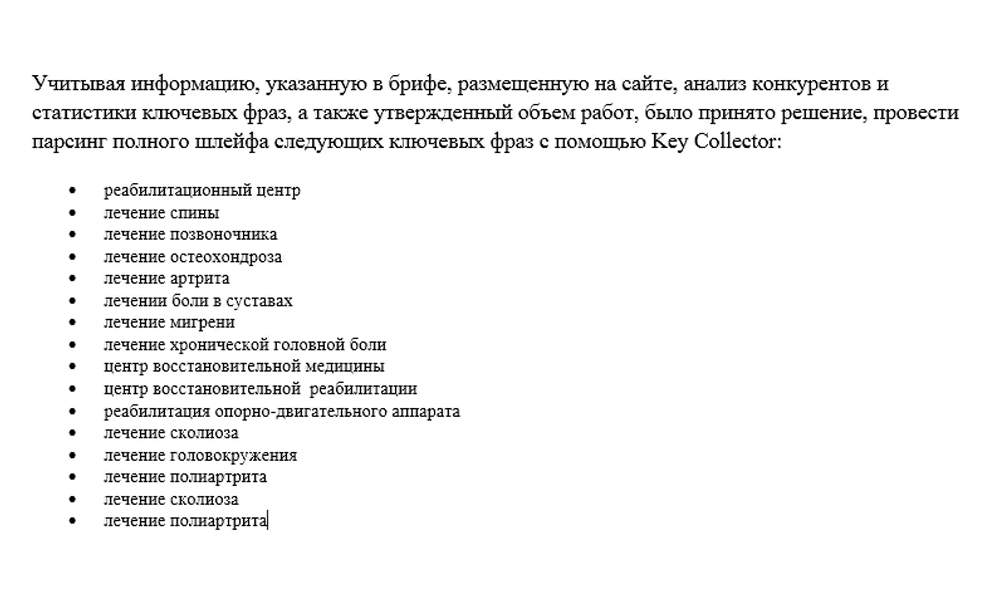 Учитывая информацию, указанную в брифе, размещенную на сайте, анализ конкурентов и
статистики ключевых фраз, а также утвержденный объем работ, было принято решение, провести
парсинг полного шлейфа следующих ключевых фраз с помощью Key Collector:
• реабилитационный центр
• лечение спины
• лечение позвоночника
• лечение остеохондроза
• лечение артрита
• лечении боли в суставах
• лечение мигрени
• лечение хронической головной боли
• центр восстановительной медицины
• центр восстановительной  реабилитации
• реабилитация опорно-двигательного аппарата
• лечение сколиоза
• лечение головокружения
• лечение полиартрита
• лечение сколиоза
• лечение полиартрита